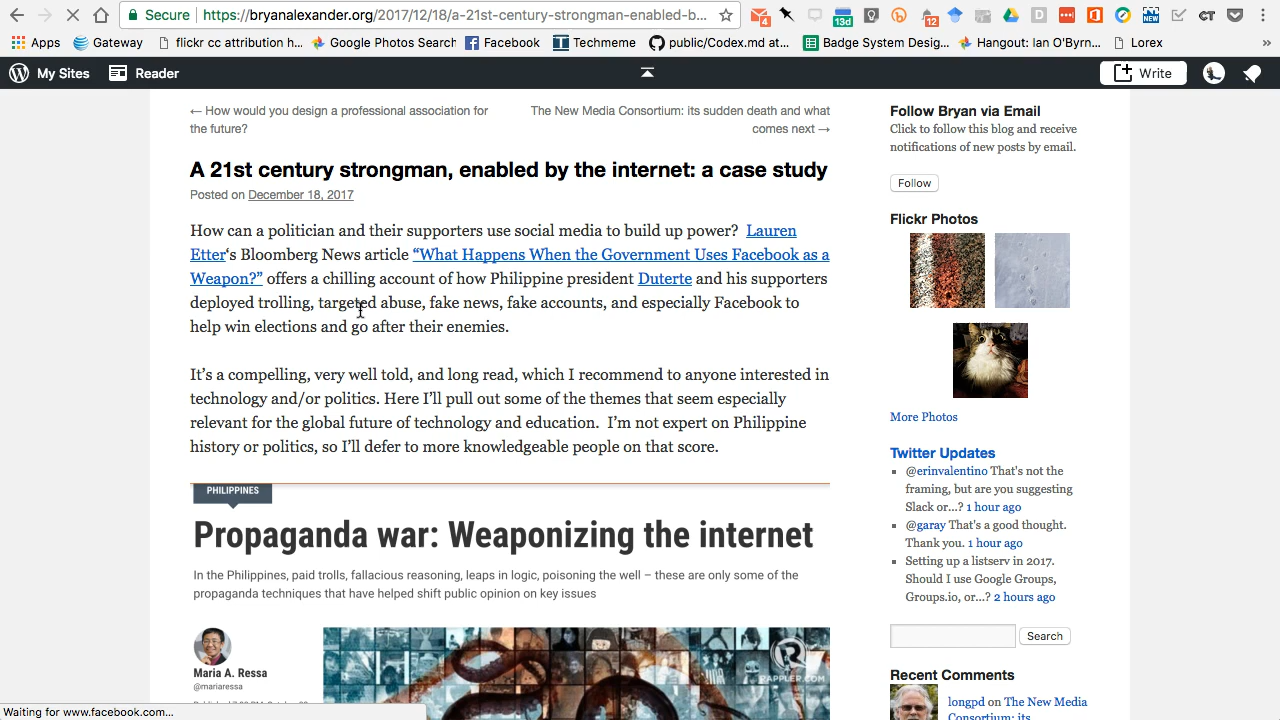 Secure
https://bryanalexander.org/2017/12/18/a-21st-century-strongman-enabled-b...
4
13d
12
NEW
Apps
Gateway
flickr cc attribution h...
Google Photos Search
Facebook
Techmeme
public/Codex.md at...
Badge System Desig...
Hangout: Ian O'Byrn...
Lorex
»
My Sites
Reader
Write
← How would you design a professional association for
the future?
The New Media Consortium: its sudden death and what
comes next →
A 21st century strongman, enabled by the internet: a case study
Posted on December 18, 2017
How can a politician and their supporters use social media to build up power? Lauren
Etter‘s Bloomberg News article “What Happens When the Government Uses Facebook as a
Weapon?” offers a chilling account of how Philippine president Duterte and his supporters
deployed trolling, targeted abuse, fake news, fake accounts, and especially Facebook to
help win elections and go after their enemies.
It’s a compelling, very well told, and long read, which I recommend to anyone interested in
technology and/or politics. Here I’ll pull out some of the themes that seem especially
relevant for the global future of technology and education. I’m not expert on Philippine
history or politics, so I’ll defer to more knowledgeable people on that score.
PHILIPPINES
Propaganda war: Weaponizing the internet
In the Philippines, paid trolls, fallacious reasoning, leaps in logic, poisoning the well – these are only some of the
propaganda techniques that have helped shift public opinion on key issues
Maria A. Ressa
@mariaressa
RAPPLER.COM
Waiting for www.facebook.com...
Follow Bryan via Email
Click to follow this blog and receive
notifications of new posts by email.
Follow
Flickr Photos
More Photos
Twitter Updates
@erinvalentino That's not the
framing, but are you suggesting
Slack or...? 1 hour ago
@garay That's a good thought.
Thank you. 1 hour ago
Setting up a listserv in 2017.
Should I use Google Groups,
Groups.io, or...? 2 hours ago
Search
Recent Comments
longpd on The New Media
Consortium: its